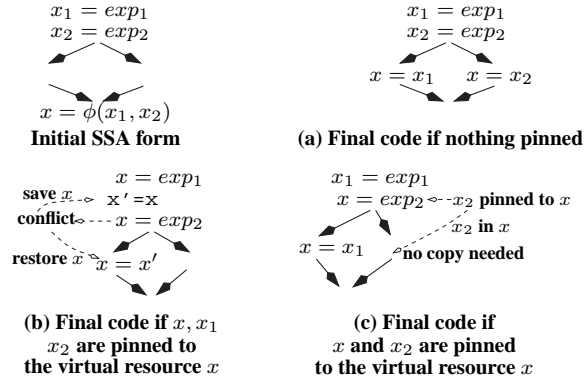 x₁ = exp₁
x₂ = exp₂
x = ϕ(x₁, x₂)
Initial SSA form
x₁ = exp₁
x₂ = exp₂
x = x₁
x = x₂
(a) Final code if nothing pinned
x = exp₁
save x
x'=x
conflict
x = exp₂
restore x
x = x′
(b) Final code if x, x₁
x₂ are pinned to
the virtual resource x
x₁ = exp₁
x = exp₂
x₂ pinned to x
x₂ in x
x = x₁
no copy needed
(c) Final code if
x and x₂ are pinned
to the virtual resource x